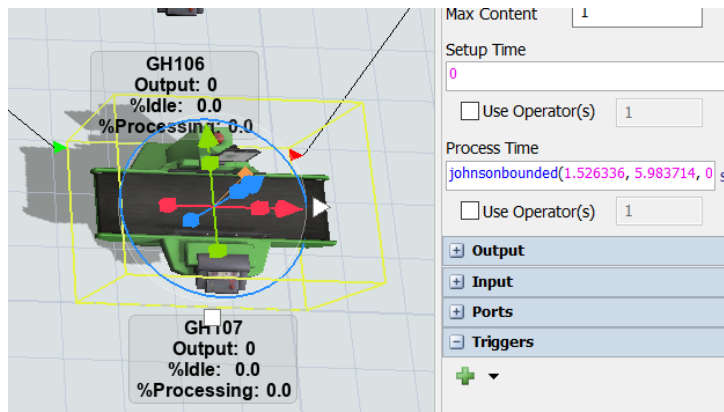 GH106
Output: 0
%Idle: 0.0
%Processing: 0.0
GH107
Output: 0
%Idle: 0.0
%Processing: 0.0
Max Content 1
Setup Time
0
Use Operator(s) 1
Process Time
johnsonbounded(1.526336, 5.983714, 0 s
Use Operator(s) 1
Output
Input
Ports
Triggers